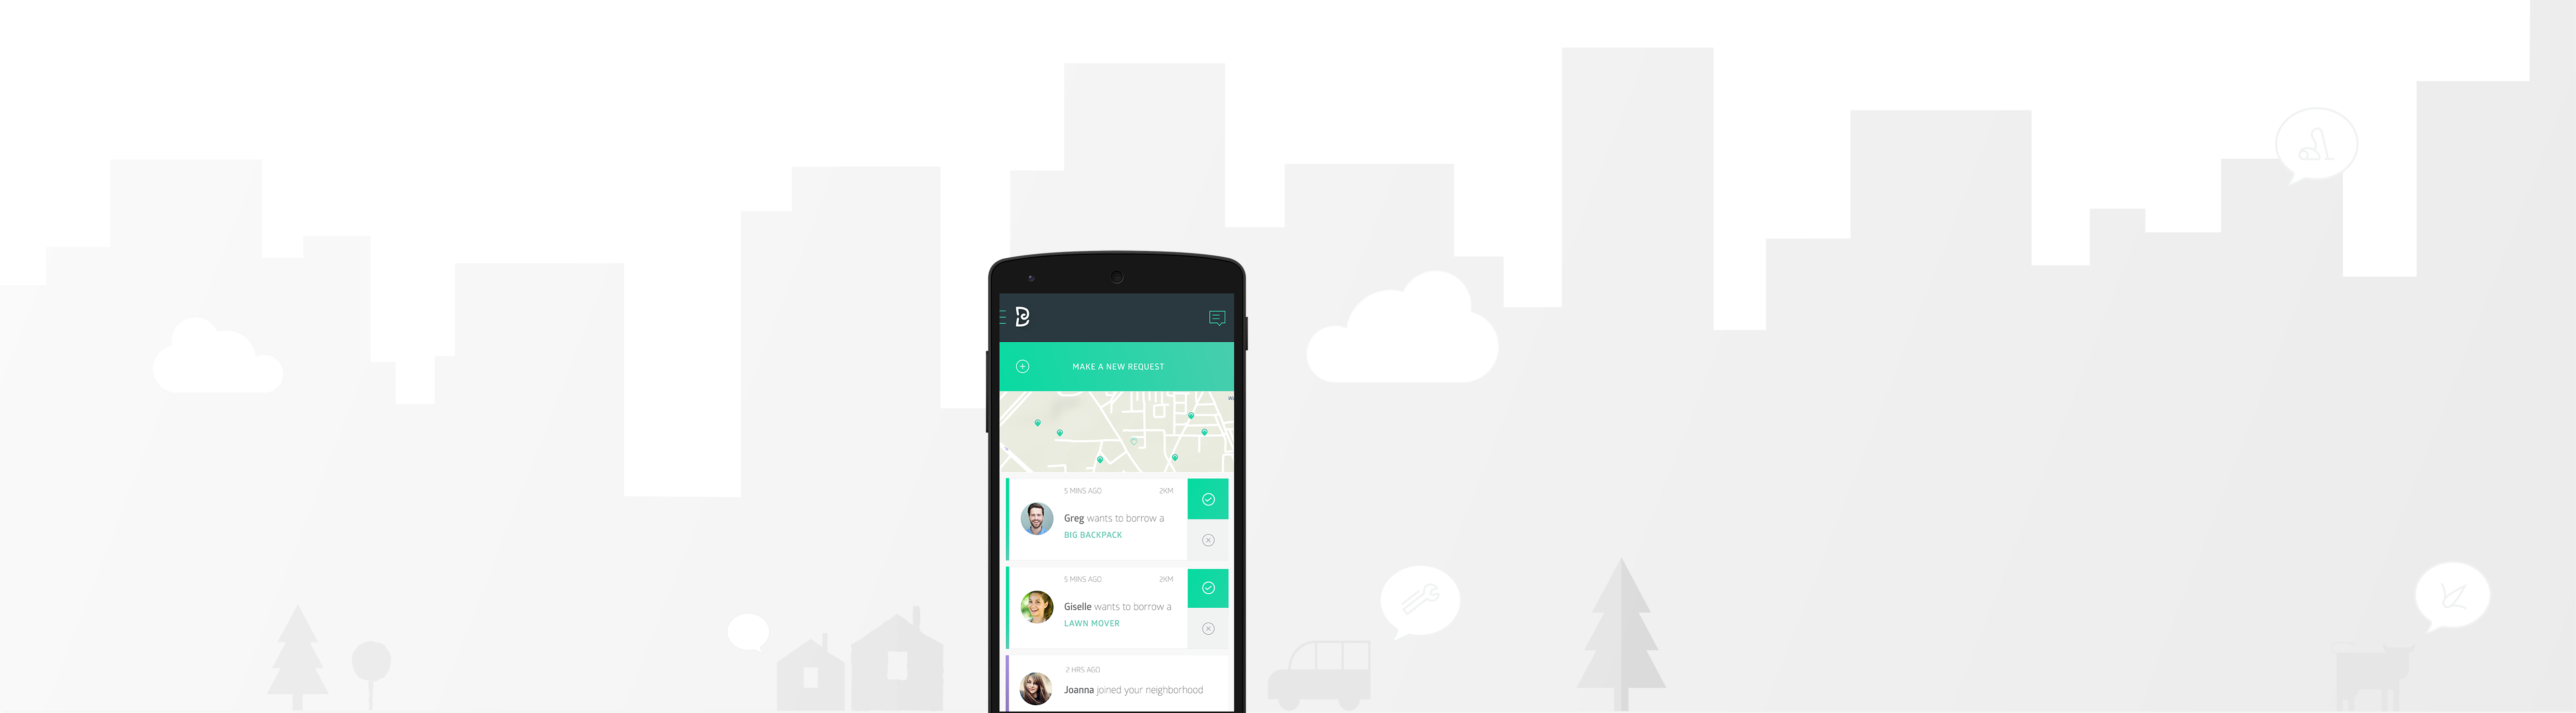 MAKE A NEW REQUEST
5 MINS AGO 2KM
Greg wants to borrow a
BIG BACKPACK
5 MINS AGO 2KM
Giselle wants to borrow a
LAWN MOVER
2 HRS AGO
Joanna joined your neighborhood